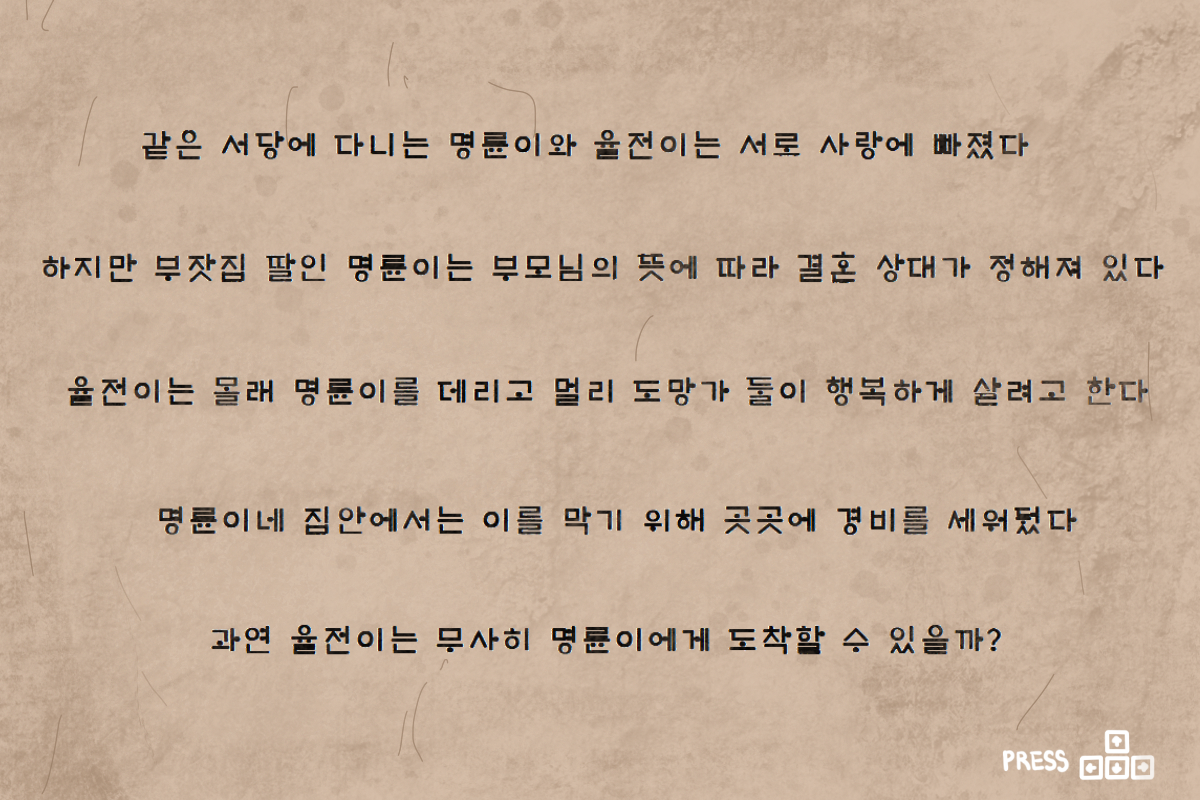 같은 서당에 다니는 명륜이와 율전이는 서로 사랑에 빠졌다
하지만 부잣집 딸인 명륜이는 부모님의 뜻에 따라 결혼 상대가 정해져 있다
율전이는 몰래 명륜이를 데리고 멀리 도망가 둘이 행복하게 살려고 한다
명륜이네 집안에서는 이를 막기 위해 곳곳에 경비를 세워뒀다
과연 율전이는 무사히 명륜이에게 도착할 수 있을까?
PRESS